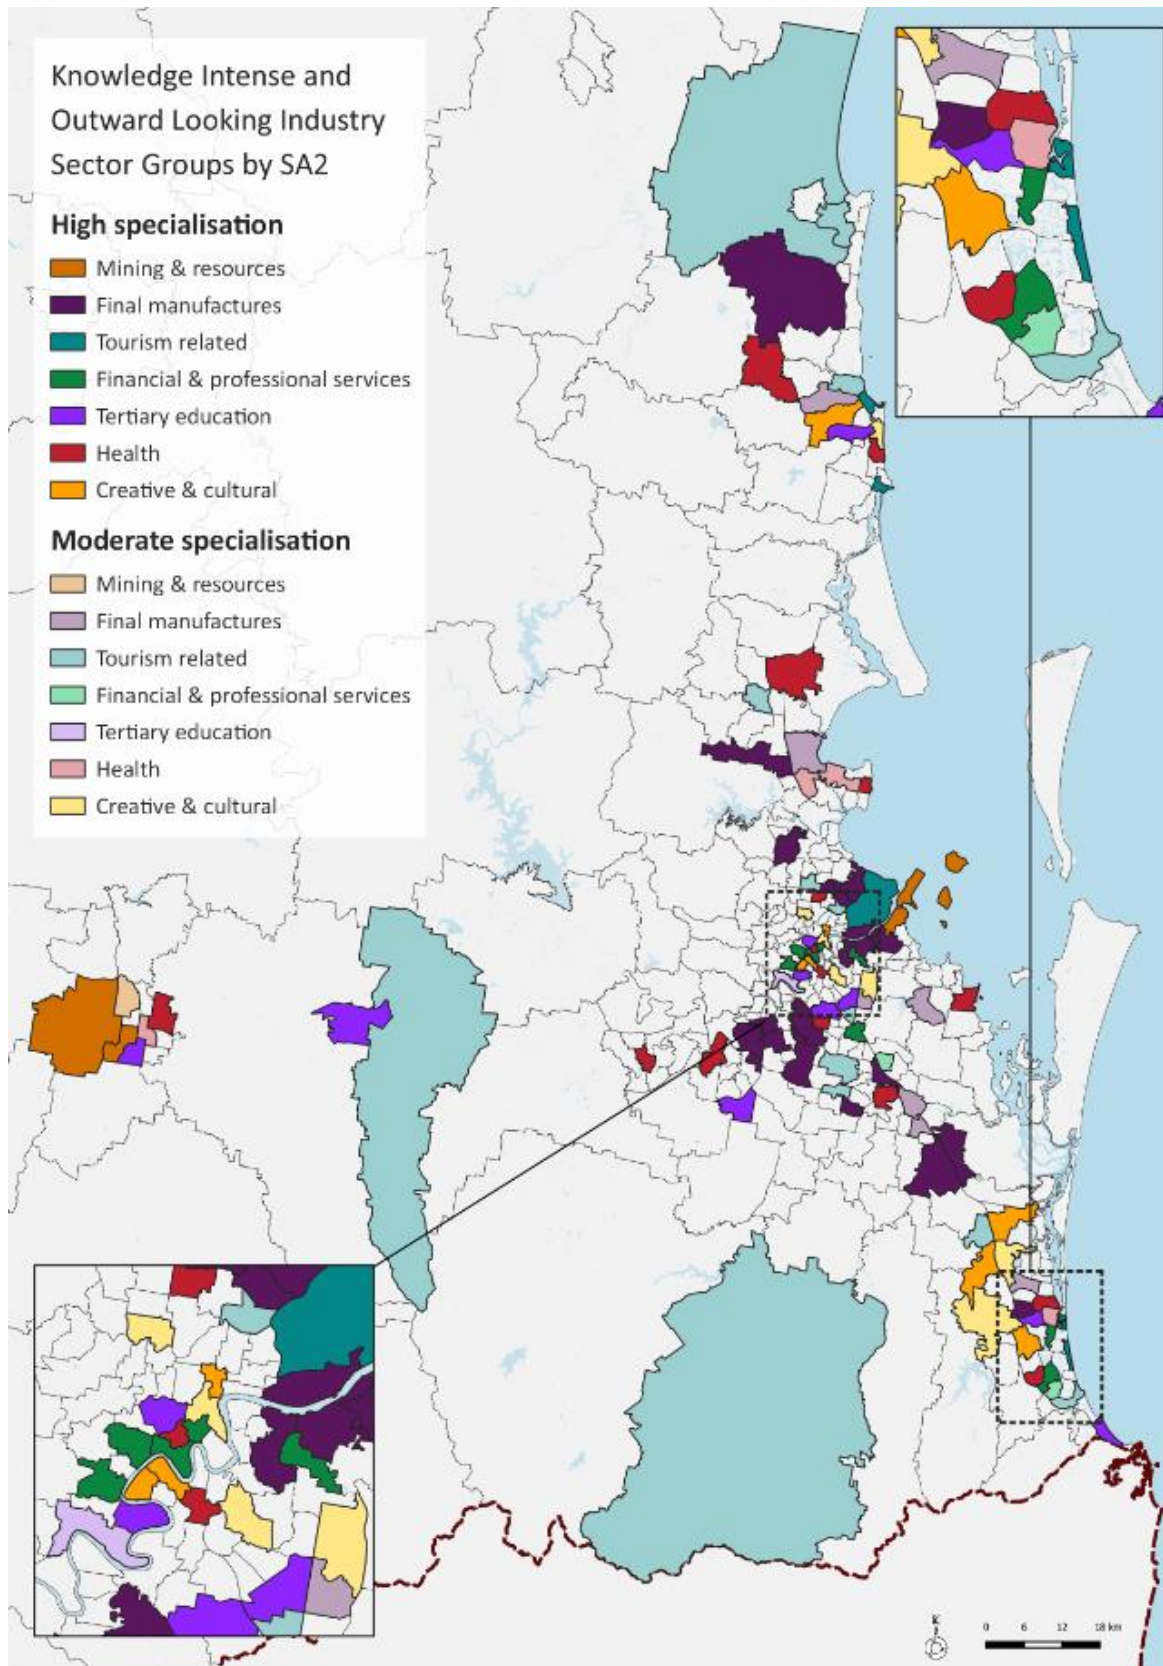 Knowledge Intense and
Outward Looking Industry
Sector Groups by SA2
High specialisation
Mining & resources
Final manufactures
Tourism related
Financial & professional services
Tertiary education
Health
Creative & cultural
Moderate specialisation
Mining & resources
Final manufactures
Tourism related
Financial & professional services
Tertiary education
Health
Creative & cultural
0 6 12 18 km